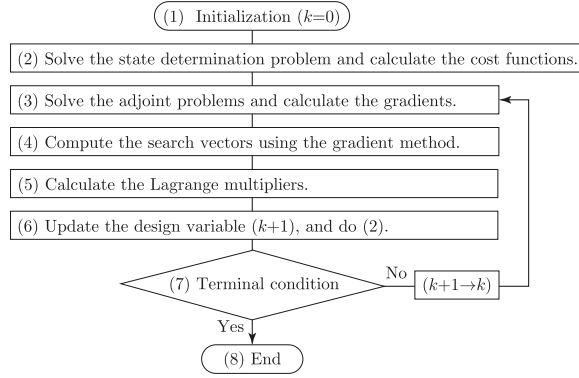 (1) Initialization (k=0)
(2) Solve the state determination problem and calculate the cost functions.
(3) Solve the adjoint problems and calculate the gradients.
(4) Compute the search vectors using the gradient method.
(5) Calculate the Lagrange multipliers.
(6) Update the design variable (k+1), and do (2).
(7) Terminal condition
No
(k+1→k)
Yes
(8) End